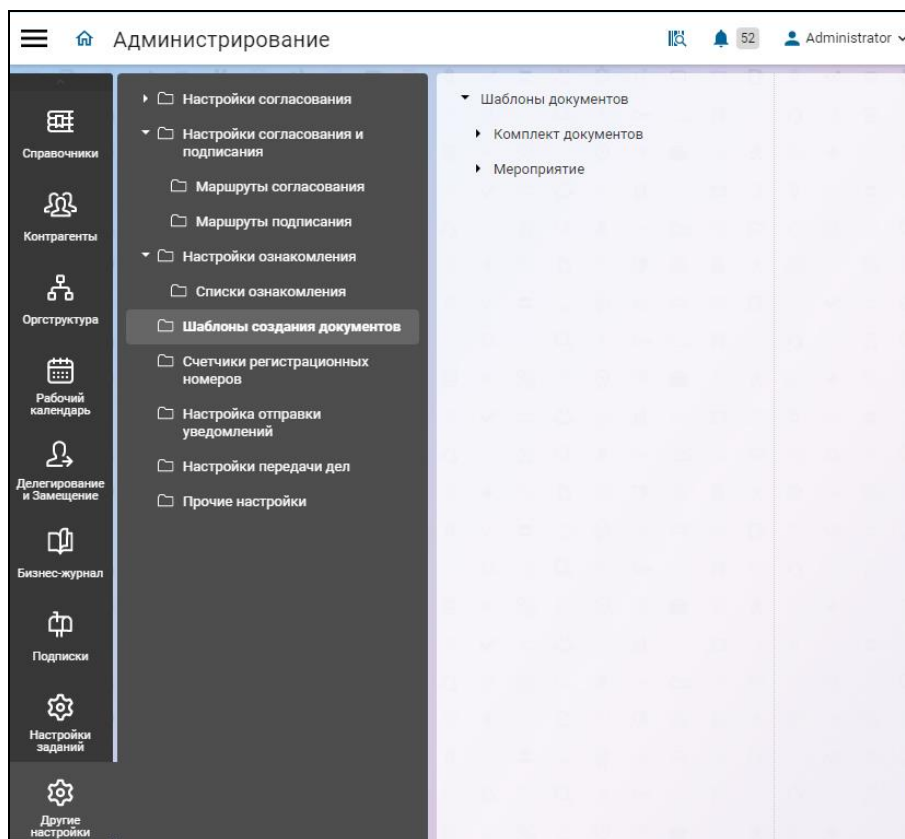 Администрирование
52
Administrator
Справочники
Контрагенты
Оргструктура
Рабочий
календарь
Делегирование
и Замещение
Бизнес-журнал
Подписки
Настройки
заданий
Другие
настройки
Настройки согласования
Настройки согласования и
подписания
Маршруты согласования
Маршруты подписания
Настройки ознакомления
Списки ознакомления
Шаблоны создания документов
Счетчики регистрационных
номеров
Настройка отправки
уведомлений
Настройки передачи дел
Прочие настройки
Шаблоны документов
Комплект документов
Мероприятие